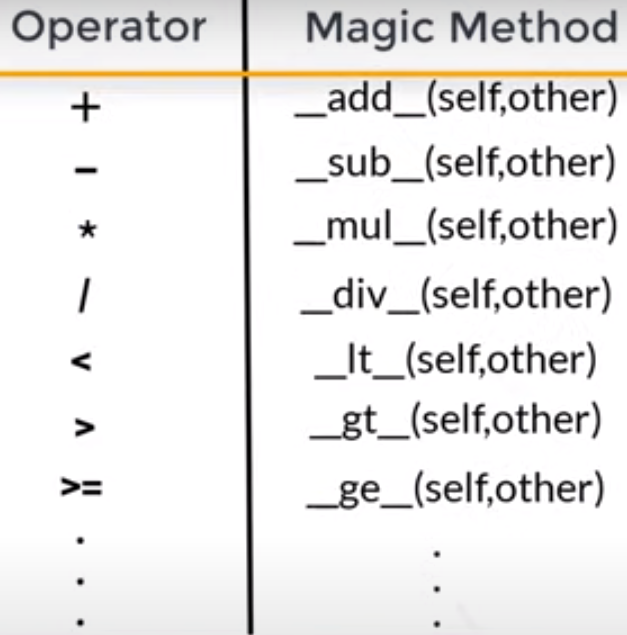 Operator Magic Method
+ __add__(self,other)
- __sub__(self,other)
* __mul__(self,other)
/ __div__(self,other)
< __lt__(self,other)
> __gt__(self,other)
>= __ge__(self,other)
. .
. .
. .